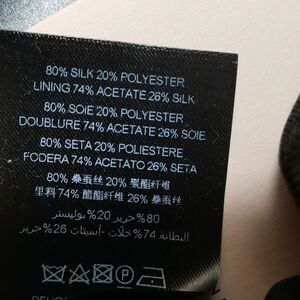 80% SILK 20% POLYESTER
LINING 74% ACETATE 26% SILK
80% SOIE 20% POLYESTER
DOUBLURE 74% ACETATE 26% SOIE
80% SETA 20% POLIESTERE
FODERA 74% ACETATO 26% SETA
80% 桑蚕丝 20% 聚酯纤维
里料 74% 醋酯纤维 26% 桑蚕丝
80% حرير 20% بوليستر
البطانة 74% خلّات - أسيتات 26% حرير
P